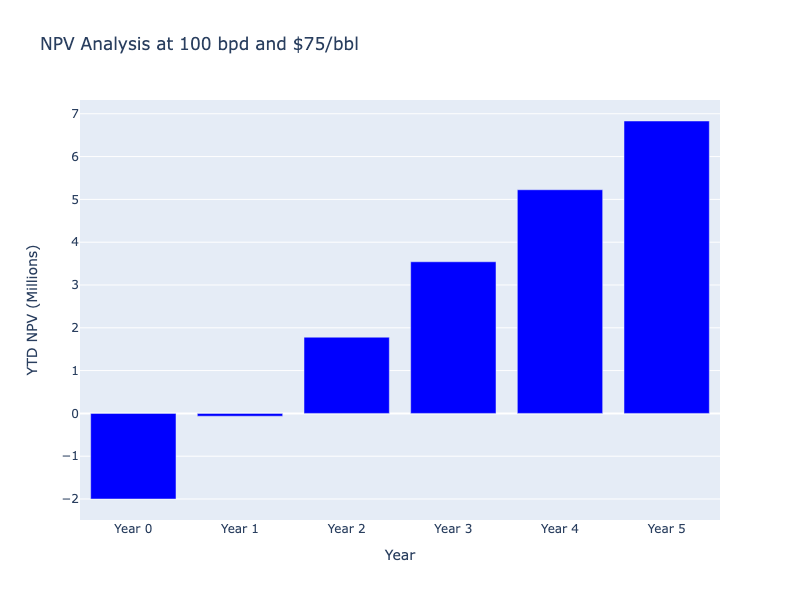 NPV Analysis at 100 bpd and $75/bbl
YTD NPV (Millions)
7
6
5
4
3
2
1
0
−1
−2
Year 0 Year 1 Year 2 Year 3 Year 4 Year 5
Year